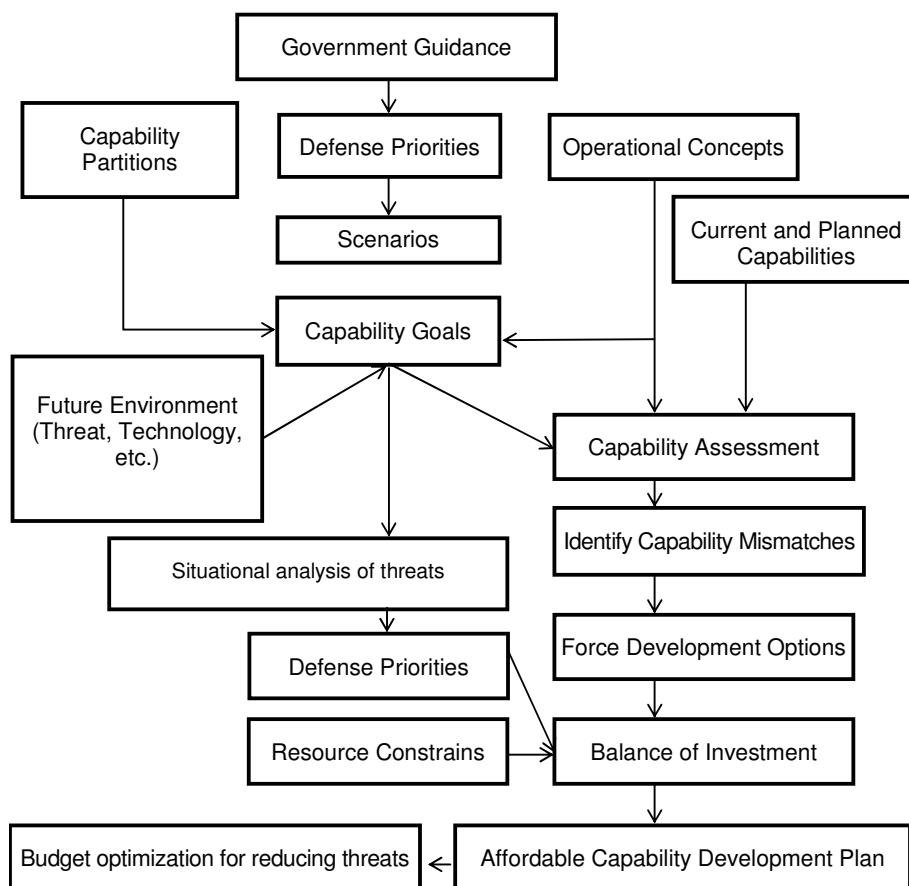 Government Guidance
Capability
Partitions
Defense Priorities
Operational Concepts
Scenarios
Current and Planned
Capabilities
Capability Goals
Future Environment
(Threat, Technology,
etc.)
Capability Assessment
Identify Capability Mismatches
Situational analysis of threats
Force Development Options
Defense Priorities
Resource Constrains
Balance of Investment
Budget optimization for reducing threats
Affordable Capability Development Plan